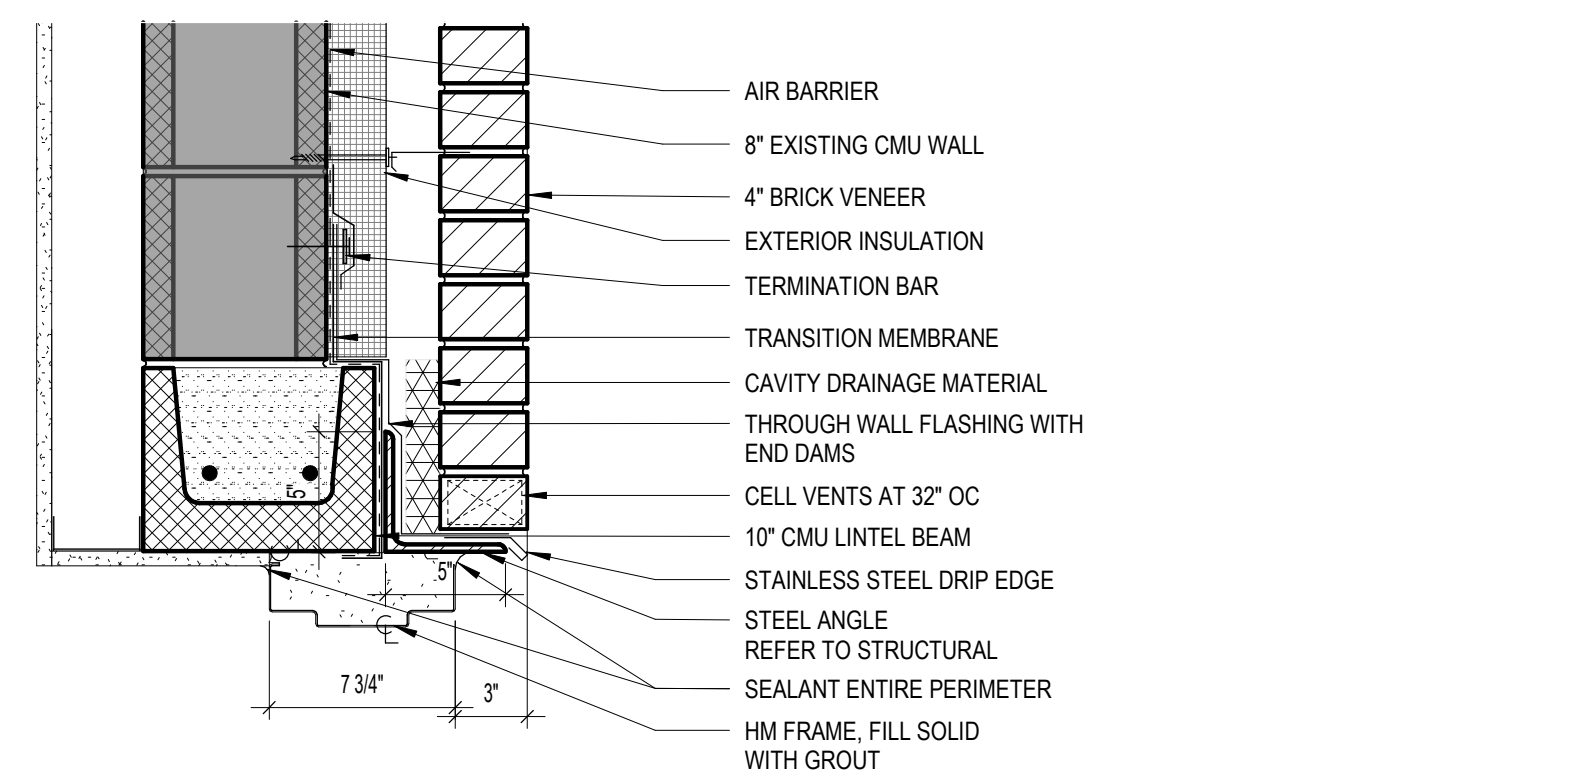 AIR BARRIER
8" EXISTING CMU WALL
4" BRICK VENEER
EXTERIOR INSULATION
TERMINATION BAR
TRANSITION MEMBRANE
CAVITY DRAINAGE MATERIAL
THROUGH WALL FLASHING WITH
END DAMS
CELL VENTS AT 32" OC
10" CMU LINTEL BEAM
STAINLESS STEEL DRIP EDGE
STEEL ANGLE
REFER TO STRUCTURAL
SEALANT ENTIRE PERIMETER
HM FRAME, FILL SOLID
WITH GROUT
5"
5"
CL
7 3/4"
3"